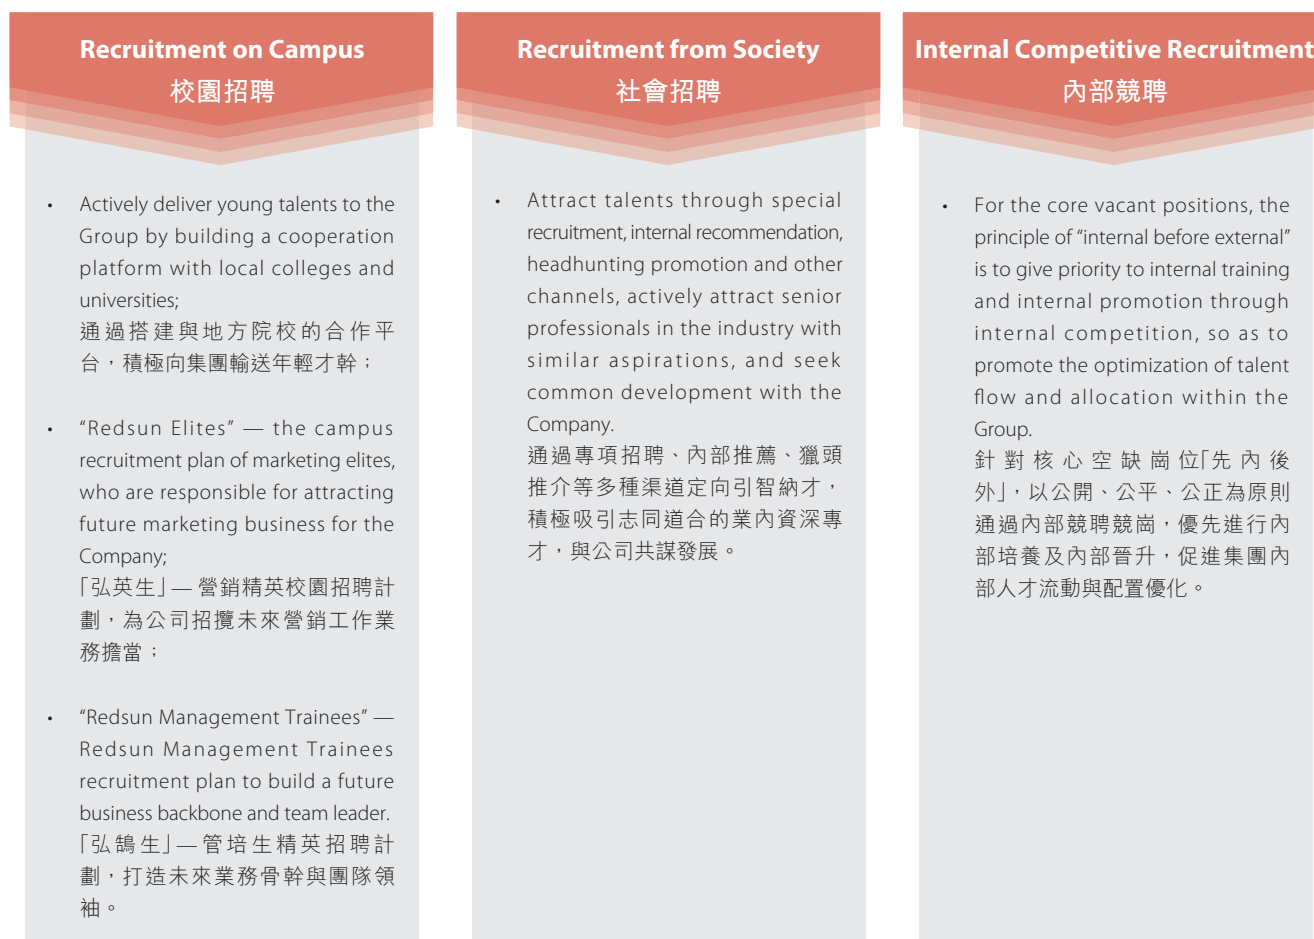 Recruitment on Campus
校園招聘
• Actively deliver young talents to the
Group by building a cooperation
platform with local colleges and
universities;
通過搭建與地方院校的合作平
台，積極向集團輸送年輕才幹；
• “Redsun Elites” — the campus
recruitment plan of marketing elites,
who are responsible for attracting
future marketing business for the
Company;
「弘英生」— 營銷精英校園招聘計
劃，為公司招攬未來營銷工作業
務擔當；
• “Redsun Management Trainees” —
Redsun Management Trainees
recruitment plan to build a future
business backbone and team leader.
「弘鵠生」— 管培生精英招聘計
劃，打造未來業務骨幹與團隊領
袖。
Recruitment from Society
社會招聘
• Attract talents through special
recruitment, internal recommendation,
headhunting promotion and other
channels, actively attract senior
professionals in the industry with
similar aspirations, and seek
common development with the
Company.
通過專項招聘、內部推薦、獵頭
推介等多種渠道定向引智納才，
積極吸引志同道合的業內資深專
才，與公司共謀發展。
Internal Competitive Recruitment
內部競聘
• For the core vacant positions, the
principle of “internal before external”
is to give priority to internal training
and internal promotion through
internal competition, so as to
promote the optimization of talent
flow and allocation within the
Group.
針對核心空缺崗位「先內後
外」，以公開、公平、公正為原則
通過內部競聘競崗，優先進行內
部培養及內部晉升，促進集團內
部人才流動與配置優化。